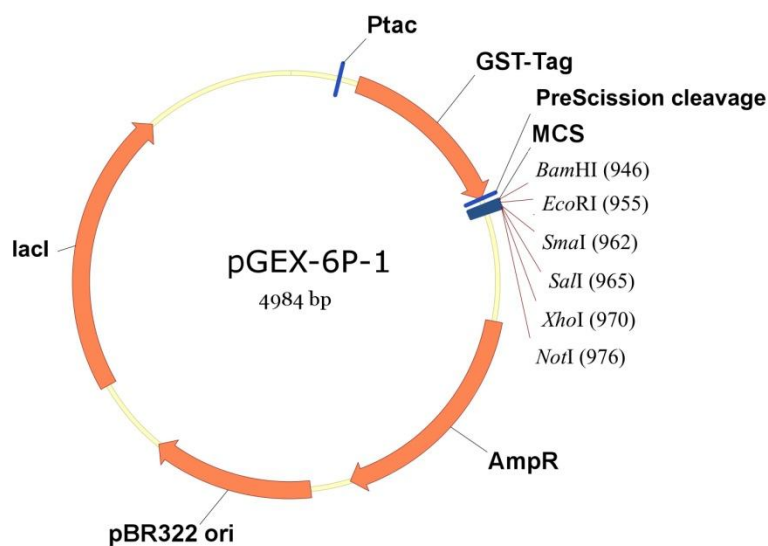 Ptac
GST-Tag
PreScission cleavage
MCS
BamHI (946)
EcoRI (955)
SmaI (962)
SalI (965)
XhoI (970)
NotI (976)
lacI
pGEX-6P-1
4984 bp
AmpR
pBR322 ori